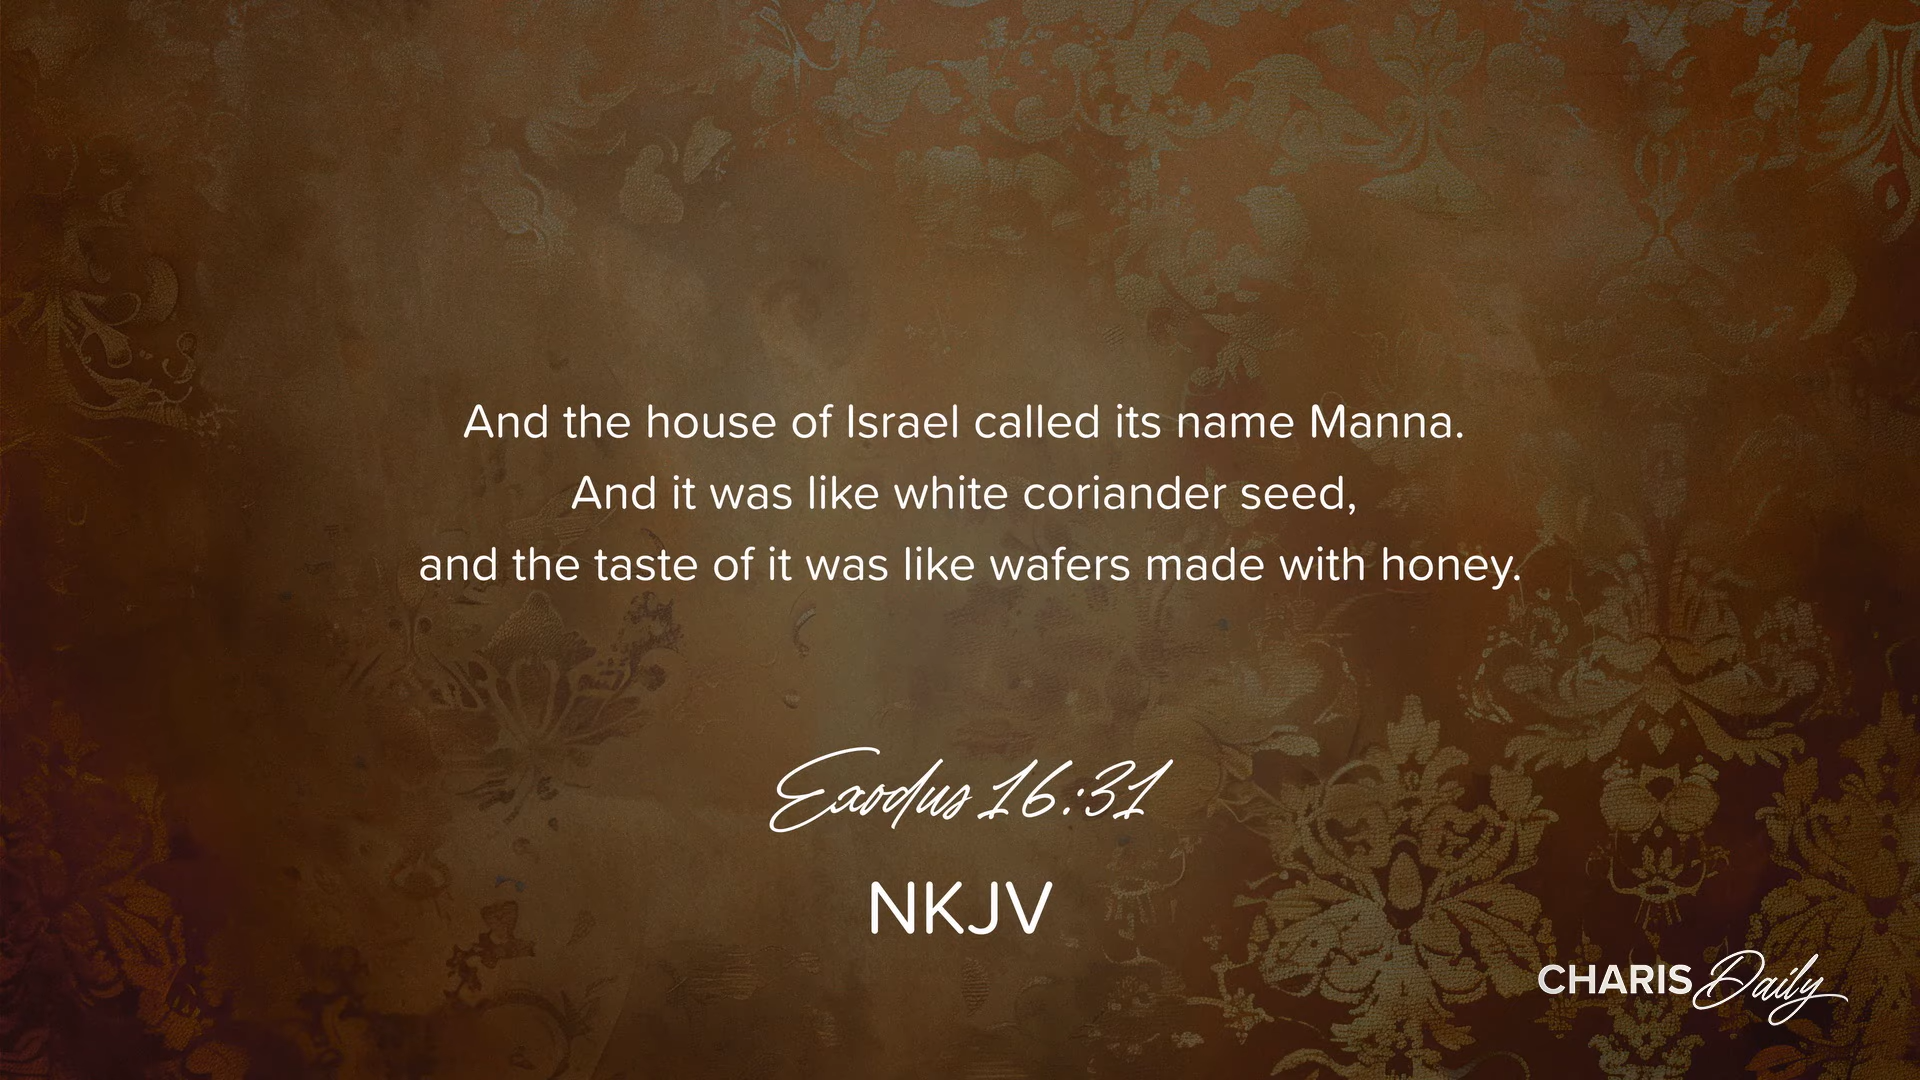 And the house of Israel called its name Manna.
And it was like white coriander seed,
and the taste of it was like wafers made with honey.
Exodus 16:31
NKJV
CHARIS Daily